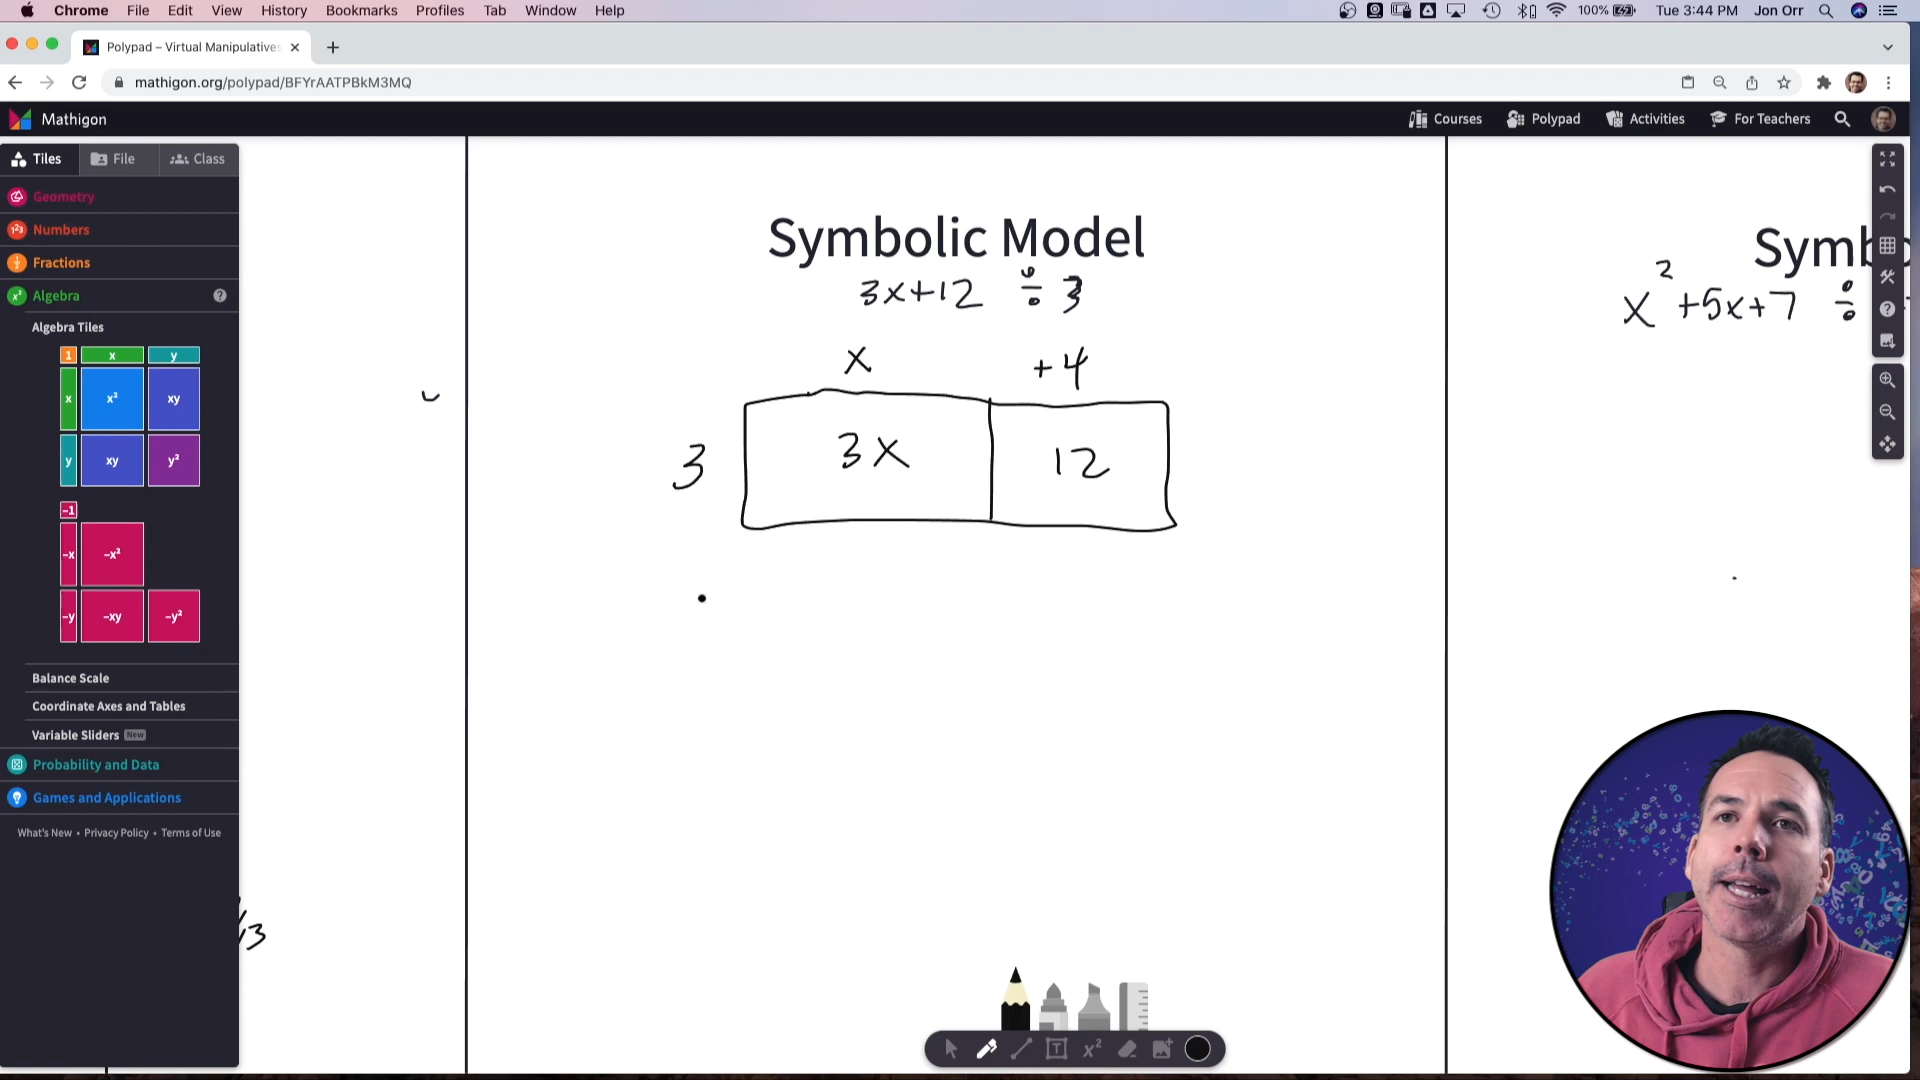 Chrome File Edit View History Bookmarks Profiles Tab Window Help 100% Tue 3:44 PM Jon Orr
Polypad – Virtual Manipulatives
mathigon.org/polypad/BFYrAATPBkM3MQ
Mathigon Courses Polypad Activities For Teachers
Tiles File Class
Geometry
Numbers
Fractions
Algebra
Algebra Tiles
1 x y
x x² xy
y xy y²
-1
-x -x²
-y -xy -y²
Balance Scale
Coordinate Axes and Tables
Variable Sliders New
Probability and Data
Games and Applications
What's New • Privacy Policy • Terms of Use
/13
Symbolic Model
3x+12 ÷ 3
x +4
3 3x 12
Symb
x²+5x+7 ÷